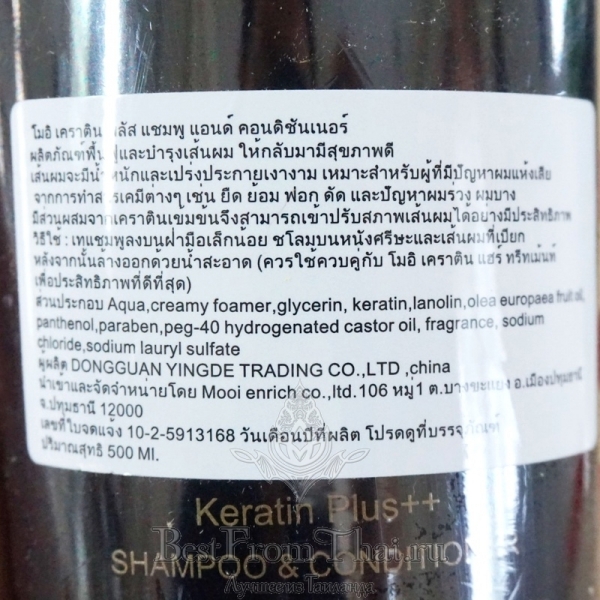 โมอิ เคราติน พลัส แชมพู แอนด์ คอนดิชันเนอร์
ผลิตภัณฑ์ฟื้นฟูและบำรุงเส้นผม ให้กลับมามีสุขภาพดี
เส้นผมจะมีน้ำหนักและเปร่งประกายเงางาม เหมาะสำหรับผู้ที่มีปัญหาผมแห้งเสีย
จากการทำสารเคมีต่างๆ เช่น ยืด ย้อม ฟอก ดัด และปัญหาผมร่วง ผมบาง
มีส่วนผสมจากเคราตินเข้มข้นจึงสามารถเข้าปรับสภาพเส้นผมได้อย่างมีประสิทธิภาพ
วิธีใช้ : เทแชมพูลงบนฝ่ามือเล็กน้อย ชโลมบนหนังศรีษะและเส้นผมที่เปียก
หลังจากนั้นล้างออกด้วยน้ำสะอาด (ควรใช้ควบคู่กับ โมอิ เคราติน แฮร์ ทรีทเม้นท์
เพื่อประสิทธิภาพที่ดีที่สุด)
ส่วนประกอบ Aqua,creamy foamer,glycerin, keratin,lanolin,olea europaea fruit oil,
panthenol,paraben,peg-40 hydrogenated castor oil, fragrance, sodium
chloride,sodium lauryl sulfate
ผู้ผลิต DONGGUAN YINGDE TRADING CO.,LTD ,china
นำเข้าและจัดจำหน่ายโดย Mooi enrich co.,ltd.106 หมู่1 ต.บางขะแยง อ.เมืองปทุมธานี
จ.ปทุมธานี 12000
เลขที่ใบจดแจ้ง 10-2-5913168 วันเดือนปีที่ผลิต โปรดดูที่บรรจุภัณฑ์
ปริมาณสุทธิ 500 Ml.
Keratin Plus++
BestFromThai.ru
SHAMPOO & CONDITIONER